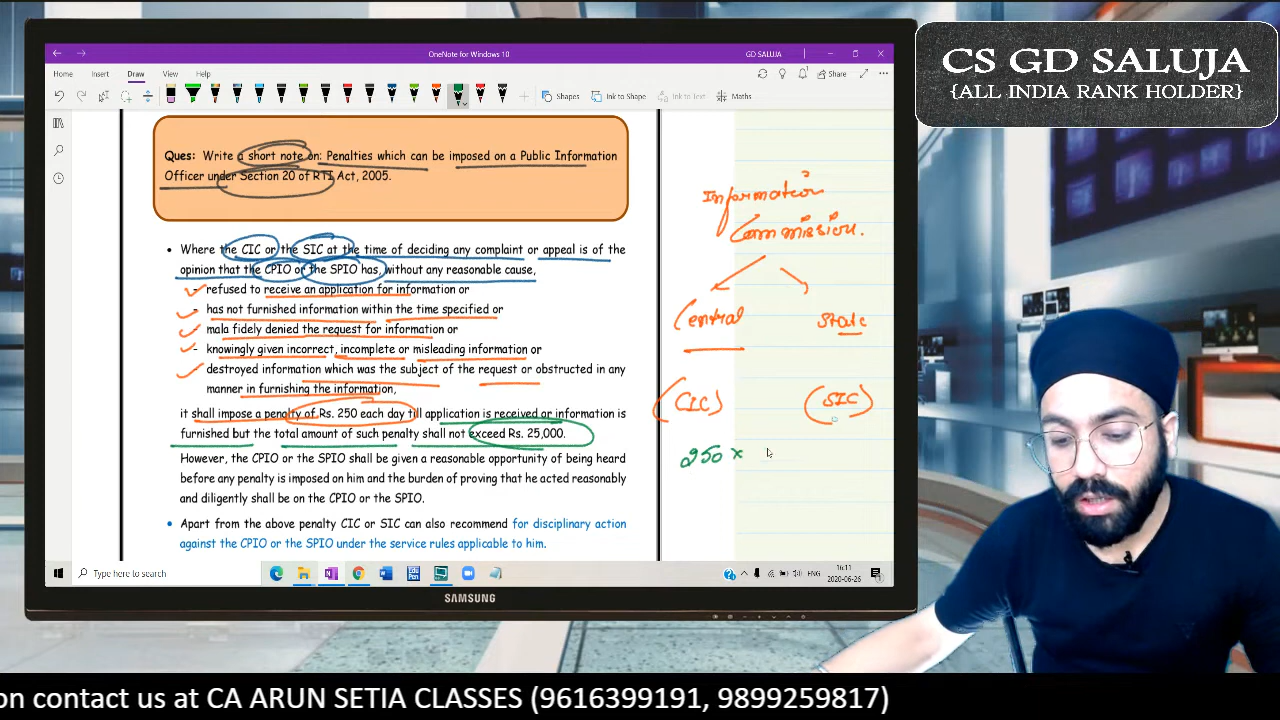 OneNote for Windows 10
GD SALUJA
Home Insert Draw View Help
Share
Shapes
Ink to Shape
Ink to Text
Maths
CS GD SALUJA
{ALL INDIA RANK HOLDER}
Ques: Write a short note on: Penalties which can be imposed on a Public Information
Officer under Section 20 of RTI Act, 2005.
• Where the CIC or the SIC at the time of deciding any complaint or appeal is of the
opinion that the CPIO or the SPIO has, without any reasonable cause,
- refused to receive an application for information or
- has not furnished information within the time specified or
- mala fidely denied the request for information or
- knowingly given incorrect, incomplete or misleading information or
- destroyed information which was the subject of the request or obstructed in any
manner in furnishing the information,
it shall impose a penalty of Rs. 250 each day till application is received or information is
furnished but the total amount of such penalty shall not exceed Rs. 25,000.
However, the CPIO or the SPIO shall be given a reasonable opportunity of being heard
before any penalty is imposed on him and the burden of proving that he acted reasonably
and diligently shall be on the CPIO or the SPIO.
• Apart from the above penalty CIC or SIC can also recommend for disciplinary action
against the CPIO or the SPIO under the service rules applicable to him.
Information
Commission.
Central State
(CIC) (SIC)
250 ×
Type here to search
ENG
16:11
2020-06-26
SAMSUNG
on contact us at CA ARUN SETIA CLASSES (9616399191, 9899259817)